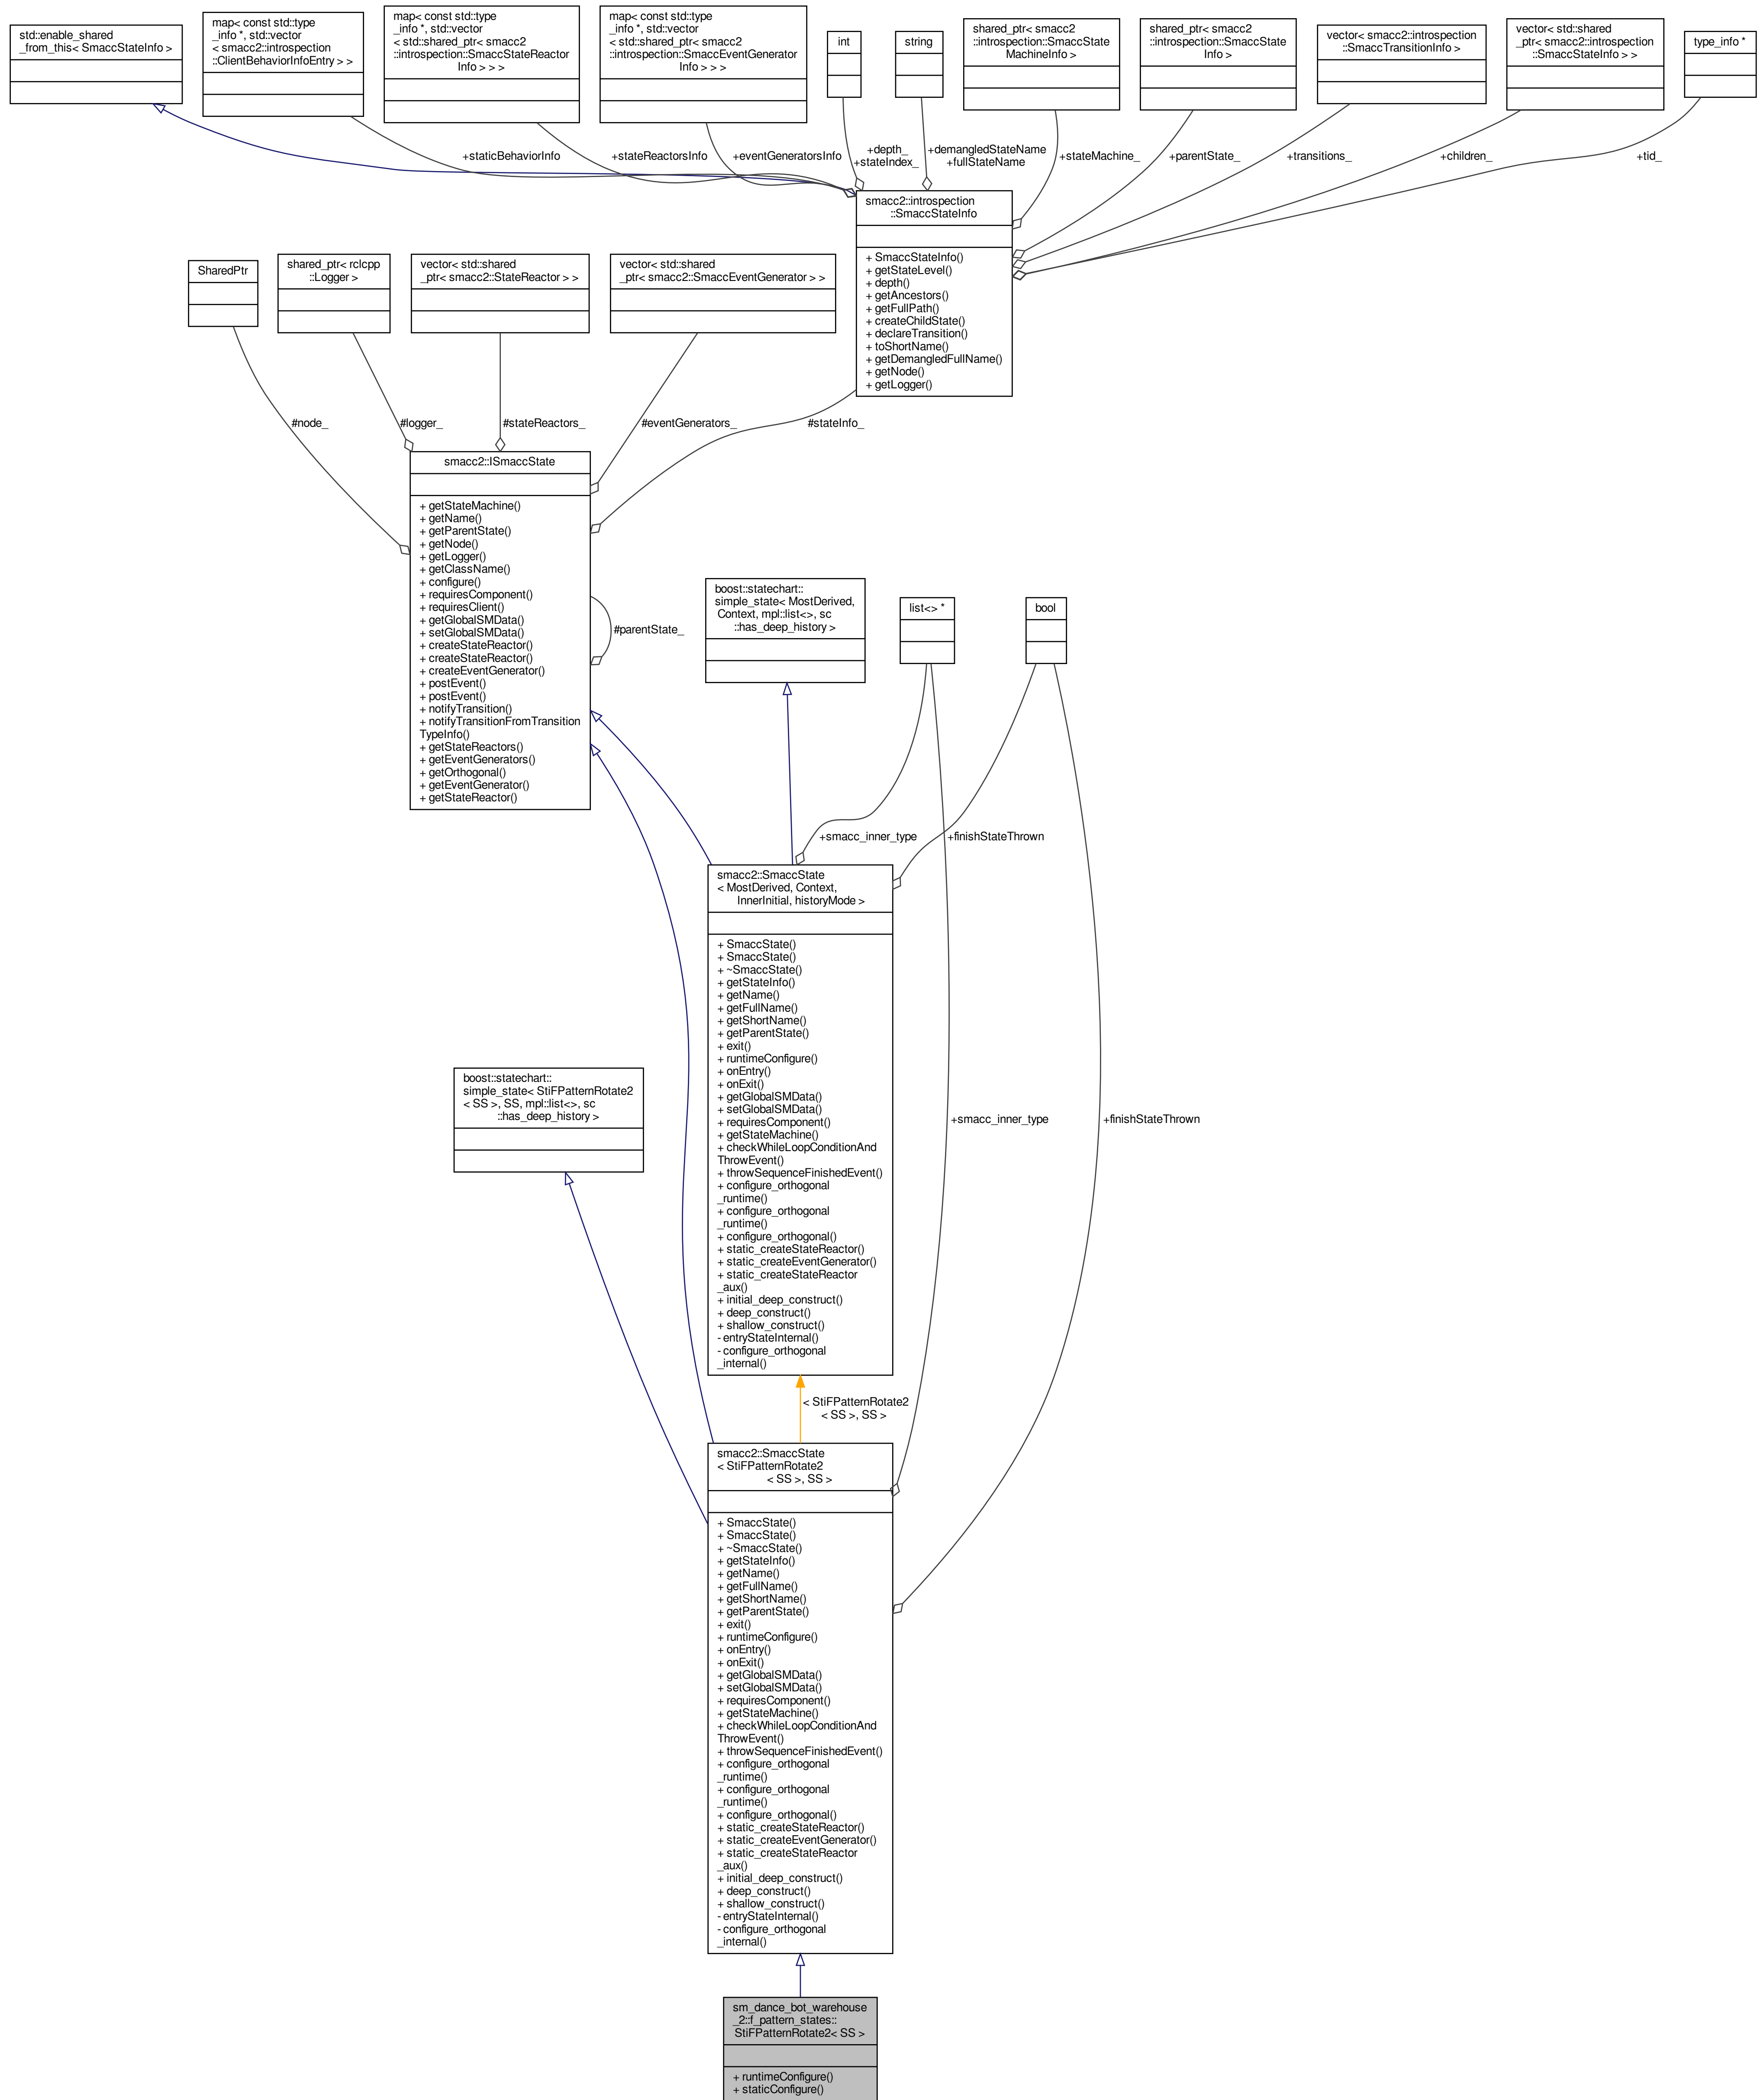 std::enable_shared
_from_this< SmaccStateInfo >
map< const std::type
_info *, std::vector
< smacc2::introspection
::ClientBehaviorInfoEntry > >
map< const std::type
_info *, std::vector
< std::shared_ptr< smacc2
::introspection::SmaccStateReactor
Info > > >
map< const std::type
_info *, std::vector
< std::shared_ptr< smacc2
::introspection::SmaccEventGenerator
Info > > >
int
string
shared_ptr< smacc2
::introspection::SmaccState
MachineInfo >
shared_ptr< smacc2
::introspection::SmaccState
Info >
vector< smacc2::introspection
::SmaccTransitionInfo >
vector< std::shared
_ptr< smacc2::introspection
::SmaccStateInfo > >
type_info *
+staticBehaviorInfo
+stateReactorsInfo
+eventGeneratorsInfo
+depth_
+stateIndex_
+demangledStateName
+fullStateName
+stateMachine_
+parentState_
+transitions_
+children_
+tid_
smacc2::introspection
::SmaccStateInfo
+ SmaccStateInfo()
+ getStateLevel()
+ depth()
+ getAncestors()
+ getFullPath()
+ createChildState()
+ declareTransition()
+ toShortName()
+ getDemangledFullName()
+ getNode()
+ getLogger()
SharedPtr
shared_ptr< rclcpp
::Logger >
vector< std::shared
_ptr< smacc2::StateReactor > >
vector< std::shared
_ptr< smacc2::SmaccEventGenerator > >
#node_
#logger_
#stateReactors_
#eventGenerators_
#stateInfo_
smacc2::ISmaccState
+ getStateMachine()
+ getName()
+ getParentState()
+ getNode()
+ getLogger()
+ getClassName()
+ configure()
+ requiresComponent()
+ requiresClient()
+ getGlobalSMData()
+ setGlobalSMData()
+ createStateReactor()
+ createStateReactor()
+ createEventGenerator()
+ postEvent()
+ postEvent()
+ notifyTransition()
+ notifyTransitionFromTransition
TypeInfo()
+ getStateReactors()
+ getEventGenerators()
+ getOrthogonal()
+ getEventGenerator()
+ getStateReactor()
#parentState_
boost::statechart::
simple_state< MostDerived,
Context, mpl::list<>, sc
::has_deep_history >
list<> *
bool
+smacc_inner_type
+finishStateThrown
smacc2::SmaccState
< MostDerived, Context,
InnerInitial, historyMode >
+ SmaccState()
+ SmaccState()
+ ~SmaccState()
+ getStateInfo()
+ getName()
+ getFullName()
+ getShortName()
+ getParentState()
+ exit()
+ runtimeConfigure()
+ onEntry()
+ onExit()
+ getGlobalSMData()
+ setGlobalSMData()
+ requiresComponent()
+ getStateMachine()
+ checkWhileLoopConditionAnd
ThrowEvent()
+ throwSequenceFinishedEvent()
+ configure_orthogonal
_runtime()
+ configure_orthogonal
_runtime()
+ configure_orthogonal()
+ static_createStateReactor()
+ static_createEventGenerator()
+ static_createStateReactor
_aux()
+ initial_deep_construct()
+ deep_construct()
+ shallow_construct()
- entryStateInternal()
- configure_orthogonal
_internal()
boost::statechart::
simple_state< StiFPatternRotate2
< SS >, SS, mpl::list<>, sc
::has_deep_history >
+smacc_inner_type
+finishStateThrown
< StiFPatternRotate2
< SS >, SS >
smacc2::SmaccState
< StiFPatternRotate2
< SS >, SS >
+ SmaccState()
+ SmaccState()
+ ~SmaccState()
+ getStateInfo()
+ getName()
+ getFullName()
+ getShortName()
+ getParentState()
+ exit()
+ runtimeConfigure()
+ onEntry()
+ onExit()
+ getGlobalSMData()
+ setGlobalSMData()
+ requiresComponent()
+ getStateMachine()
+ checkWhileLoopConditionAnd
ThrowEvent()
+ throwSequenceFinishedEvent()
+ configure_orthogonal
_runtime()
+ configure_orthogonal
_runtime()
+ configure_orthogonal()
+ static_createStateReactor()
+ static_createEventGenerator()
+ static_createStateReactor
_aux()
+ initial_deep_construct()
+ deep_construct()
+ shallow_construct()
- entryStateInternal()
- configure_orthogonal
_internal()
sm_dance_bot_warehouse
_2::f_pattern_states::
StiFPatternRotate2< SS >
+ runtimeConfigure()
+ staticConfigure()